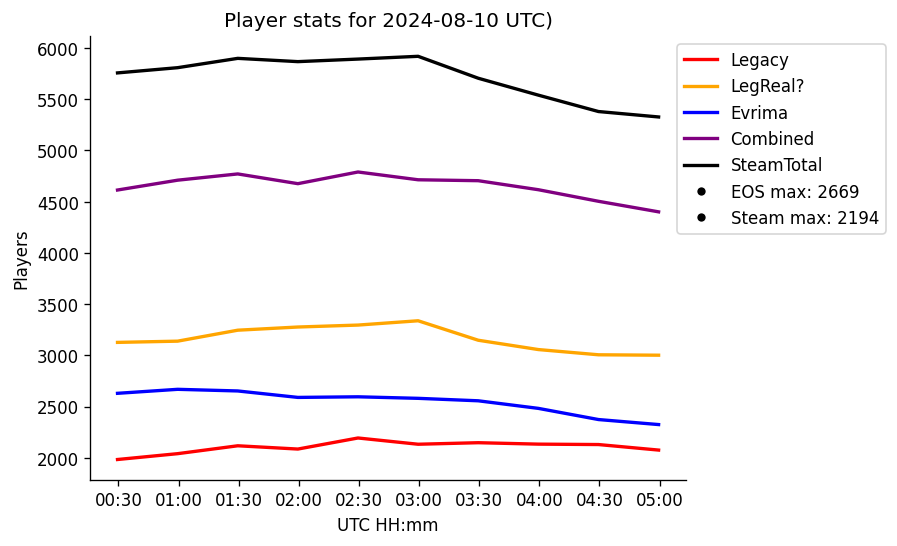 Player stats for 2024-08-10 UTC)
6000
5500
5000
4500
4000
3500
3000
2500
2000
Players
00:30 01:00 01:30 02:00 02:30 03:00 03:30 04:00 04:30 05:00
UTC HH:mm
Legacy
LegReal?
Evrima
Combined
SteamTotal
EOS max: 2669
Steam max: 2194